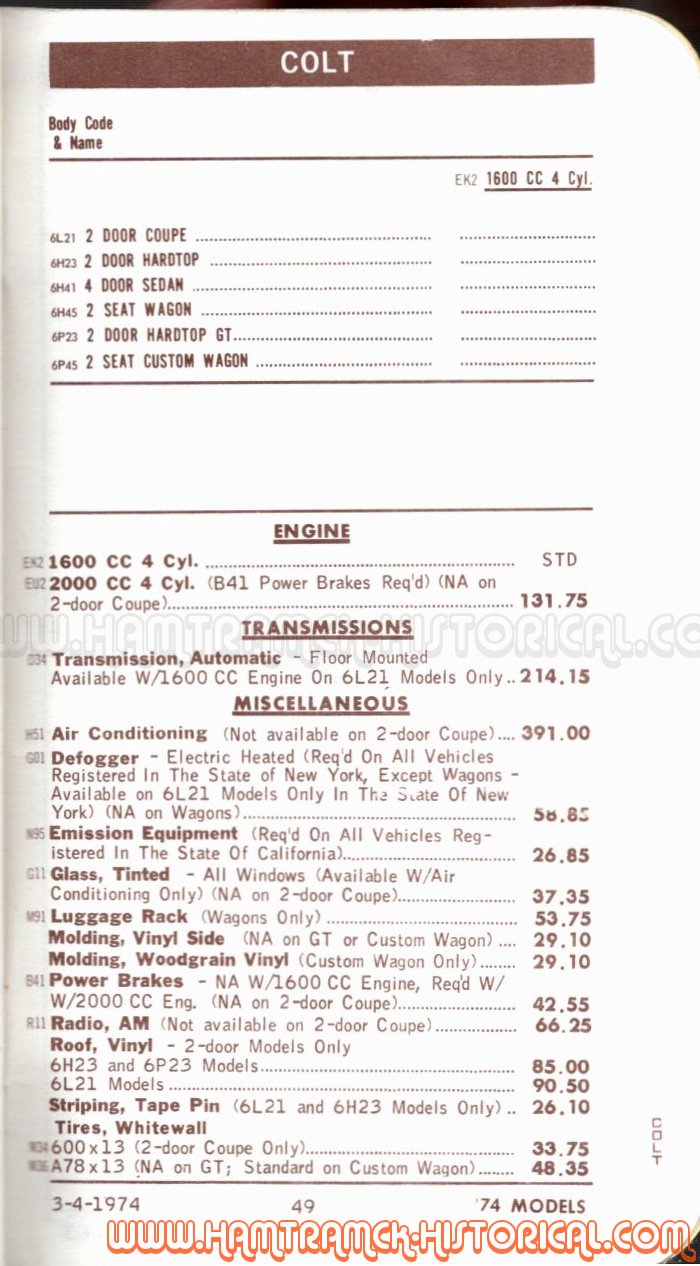 COLT
Body Code
& Name
EK2 1600 CC 4 Cyl.
6L21 2 DOOR COUPE
6H23 2 DOOR HARDTOP
6H41 4 DOOR SEDAN
6H45 2 SEAT WAGON
6P23 2 DOOR HARDTOP GT
6P45 2 SEAT CUSTOM WAGON
ENGINE
EK2 1600 CC 4 Cyl. STD
EU2 2000 CC 4 Cyl. (B41 Power Brakes Req'd) (NA on
2-door Coupe) 131.75
WWW.HAMTRAMCK-HISTORICAL.CO
TRANSMISSIONS
D34 Transmission, Automatic - Floor Mounted
Available W/1600 CC Engine On 6L21 Models Only 214.15
MISCELLANEOUS
H51 Air Conditioning (Not available on 2-door Coupe) 391.00
G01 Defogger - Electric Heated (Req'd On All Vehicles
Registered In The State of New York, Except Wagons -
Available on 6L21 Models Only In The State Of New
York) (NA on Wagons) 58.85
N95 Emission Equipment (Req'd On All Vehicles Reg-
istered In The State Of California) 26.85
G11 Glass, Tinted - All Windows (Available W/Air
Conditioning Only) (NA on 2-door Coupe) 37.35
M91 Luggage Rack (Wagons Only) 53.75
Molding, Vinyl Side (NA on GT or Custom Wagon) 29.10
Molding, Woodgrain Vinyl (Custom Wagon Only) 29.10
B41 Power Brakes - NA W/1600 CC Engine, Req'd W/
W/2000 CC Eng. (NA on 2-door Coupe) 42.55
R11 Radio, AM (Not available on 2-door Coupe) 66.25
Roof, Vinyl - 2-door Models Only
6H23 and 6P23 Models 85.00
6L21 Models 90.50
Striping, Tape Pin (6L21 and 6H23 Models Only) 26.10
Tires, Whitewall
W34 600x13 (2-door Coupe Only) 33.75
W36 A78x13 (NA on GT; Standard on Custom Wagon) 48.35
COLT
3-4-1974 49 '74 MODELS
WWW.HAMTRAMCK-HISTORICAL.COM